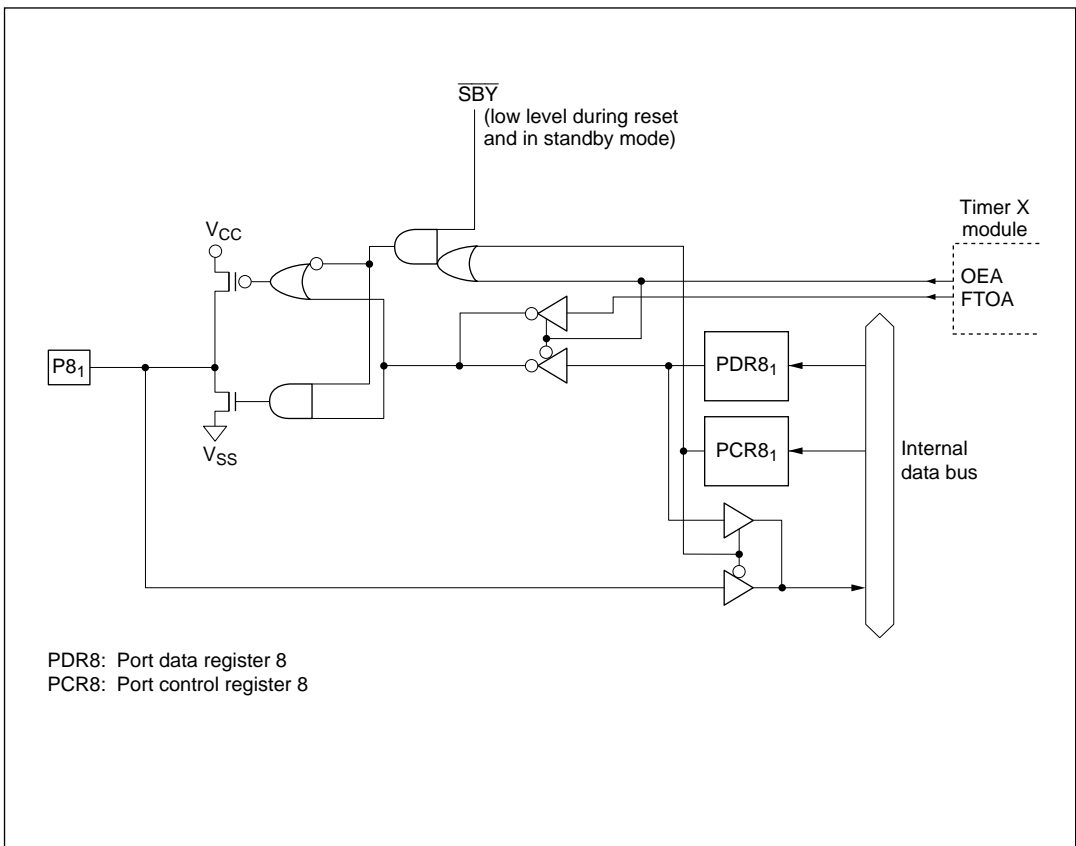 SBY
(low level during reset
and in standby mode)
Timer X
module
VCC
OEA
FTOA
P81
PDR81
PCR81
VSS
Internal
data bus
PDR8: Port data register 8
PCR8: Port control register 8